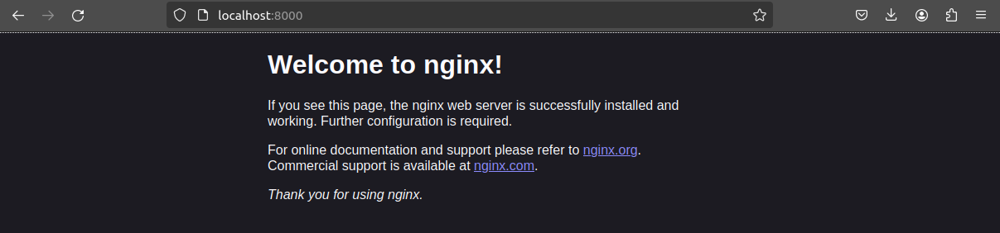 localhost:8000
Welcome to nginx!
If you see this page, the nginx web server is successfully installed and
working. Further configuration is required.
For online documentation and support please refer to nginx.org.
Commercial support is available at nginx.com.
Thank you for using nginx.